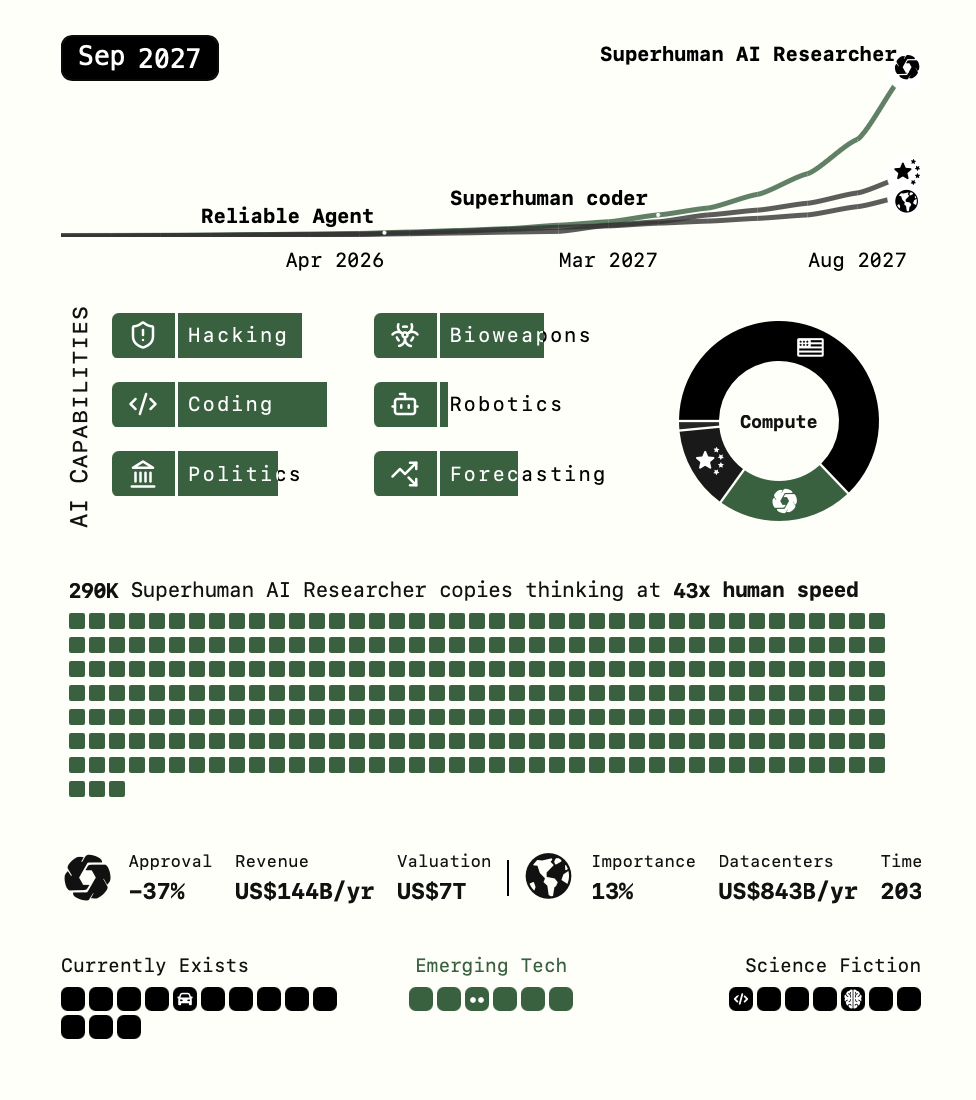 Sep 2027
Superhuman AI Researcher
Superhuman coder
Reliable Agent
Apr 2026
Mar 2027
Aug 2027
AI CAPABILITIES
Hacking
Bioweapons
Coding
Robotics
Politics
Forecasting
Compute
290K Superhuman AI Researcher copies thinking at 43x human speed
Approval
Revenue
Valuation
Importance
Datacenters
Time
-37%
US$144B/yr
US$7T
13%
US$843B/yr
203
Currently Exists
Emerging Tech
Science Fiction